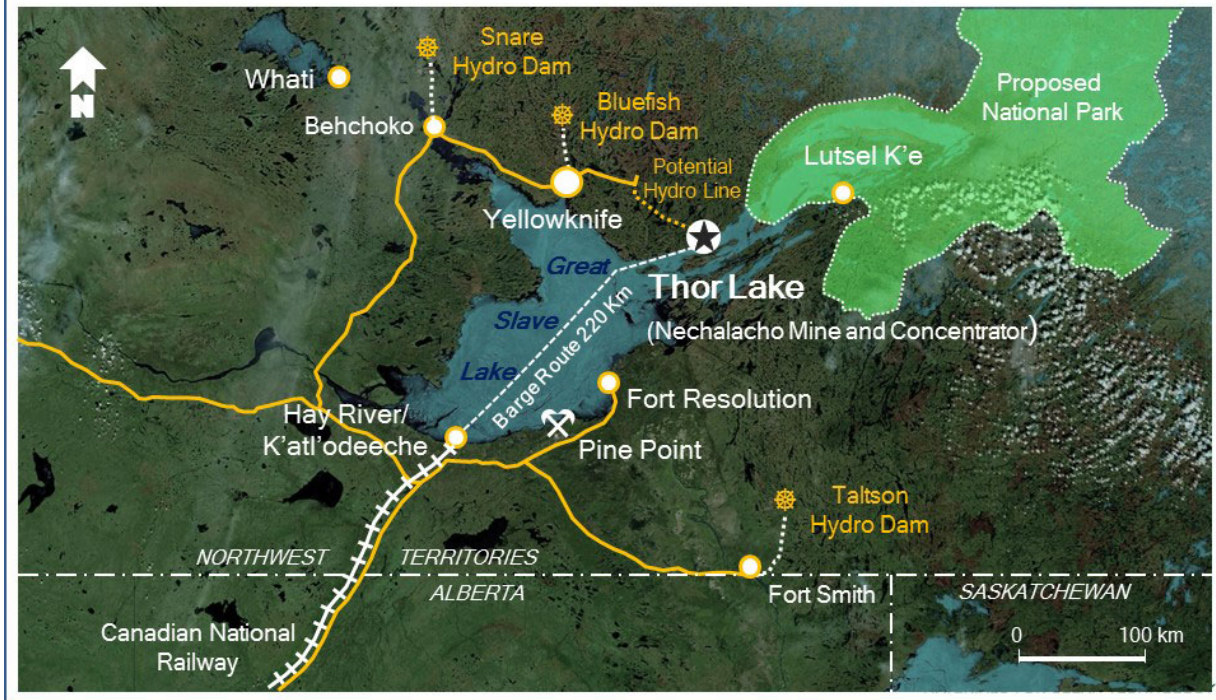 N
Whati
Snare
Hydro Dam
Behchoko
Bluefish
Hydro Dam
Potential
Hydro Line
Yellowknife
Proposed
National Park
Lutsel K'e
Great
Slave
Lake
Barge Route 220 Km
Thor Lake
(Nechalacho Mine and Concentrator)
Fort Resolution
Hay River/
K'atl'odeeche
Pine Point
Taltson
Hydro Dam
NORTHWEST TERRITORIES
ALBERTA
Fort Smith
SASKATCHEWAN
Canadian National
Railway
0 100 km